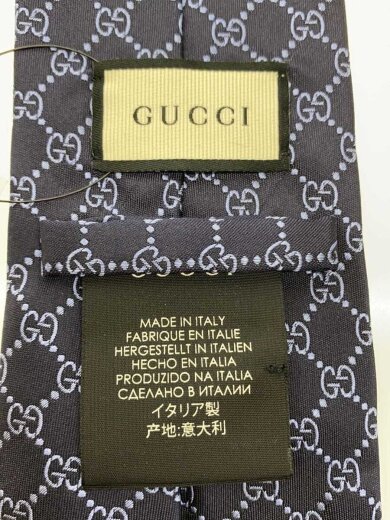 GUCCI
MADE IN ITALY
FABRIQUE EN ITALIE
HERGESTELLT IN ITALIEN
HECHO EN ITALIA
PRODUZIDO NA ITALIA
СДЕЛАНО В ИТАЛИИ
イタリア製
产地:意大利